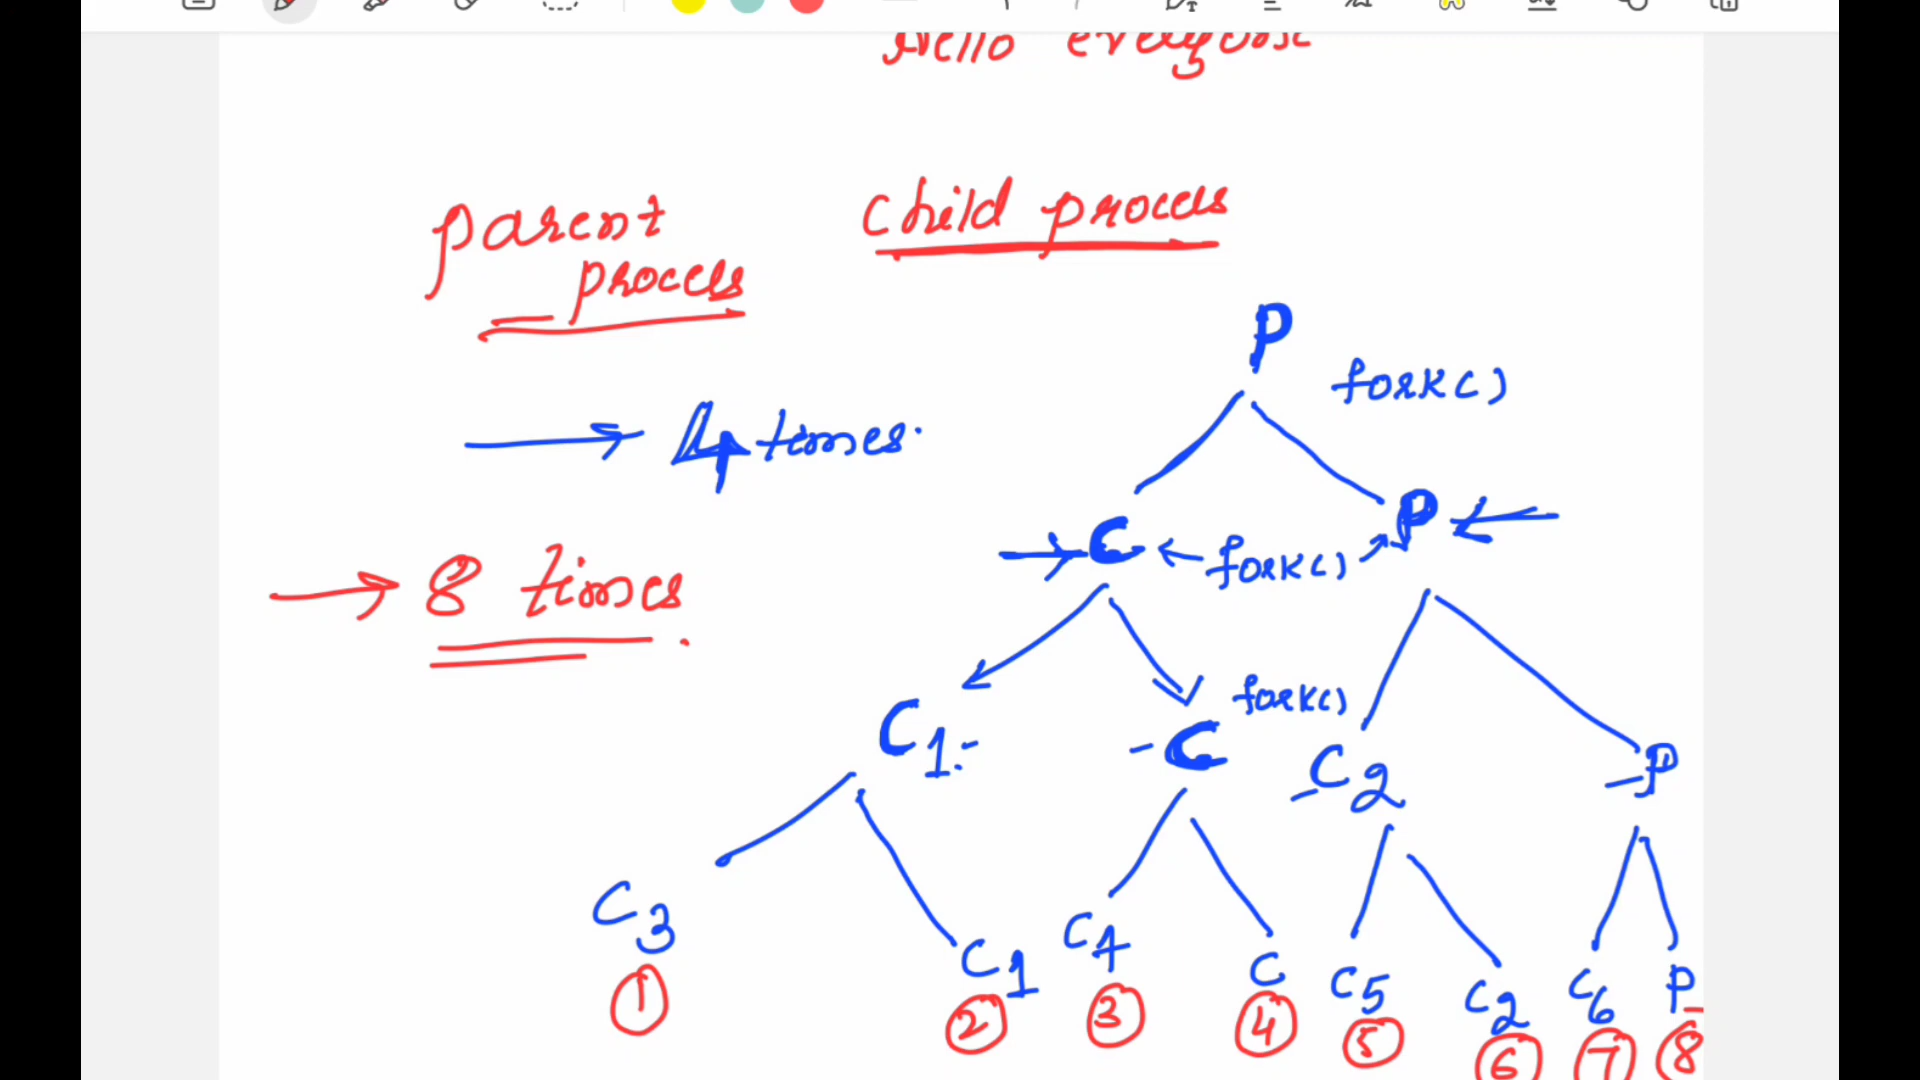 Hello everyone
parent process
child process
P
fork()
4 times.
C
fork()
P
8 times.
C1
C
fork()
C2
P
C3
C1
C4
C
C5
C2
C6
P
1
2
3
4
5
6
7
8